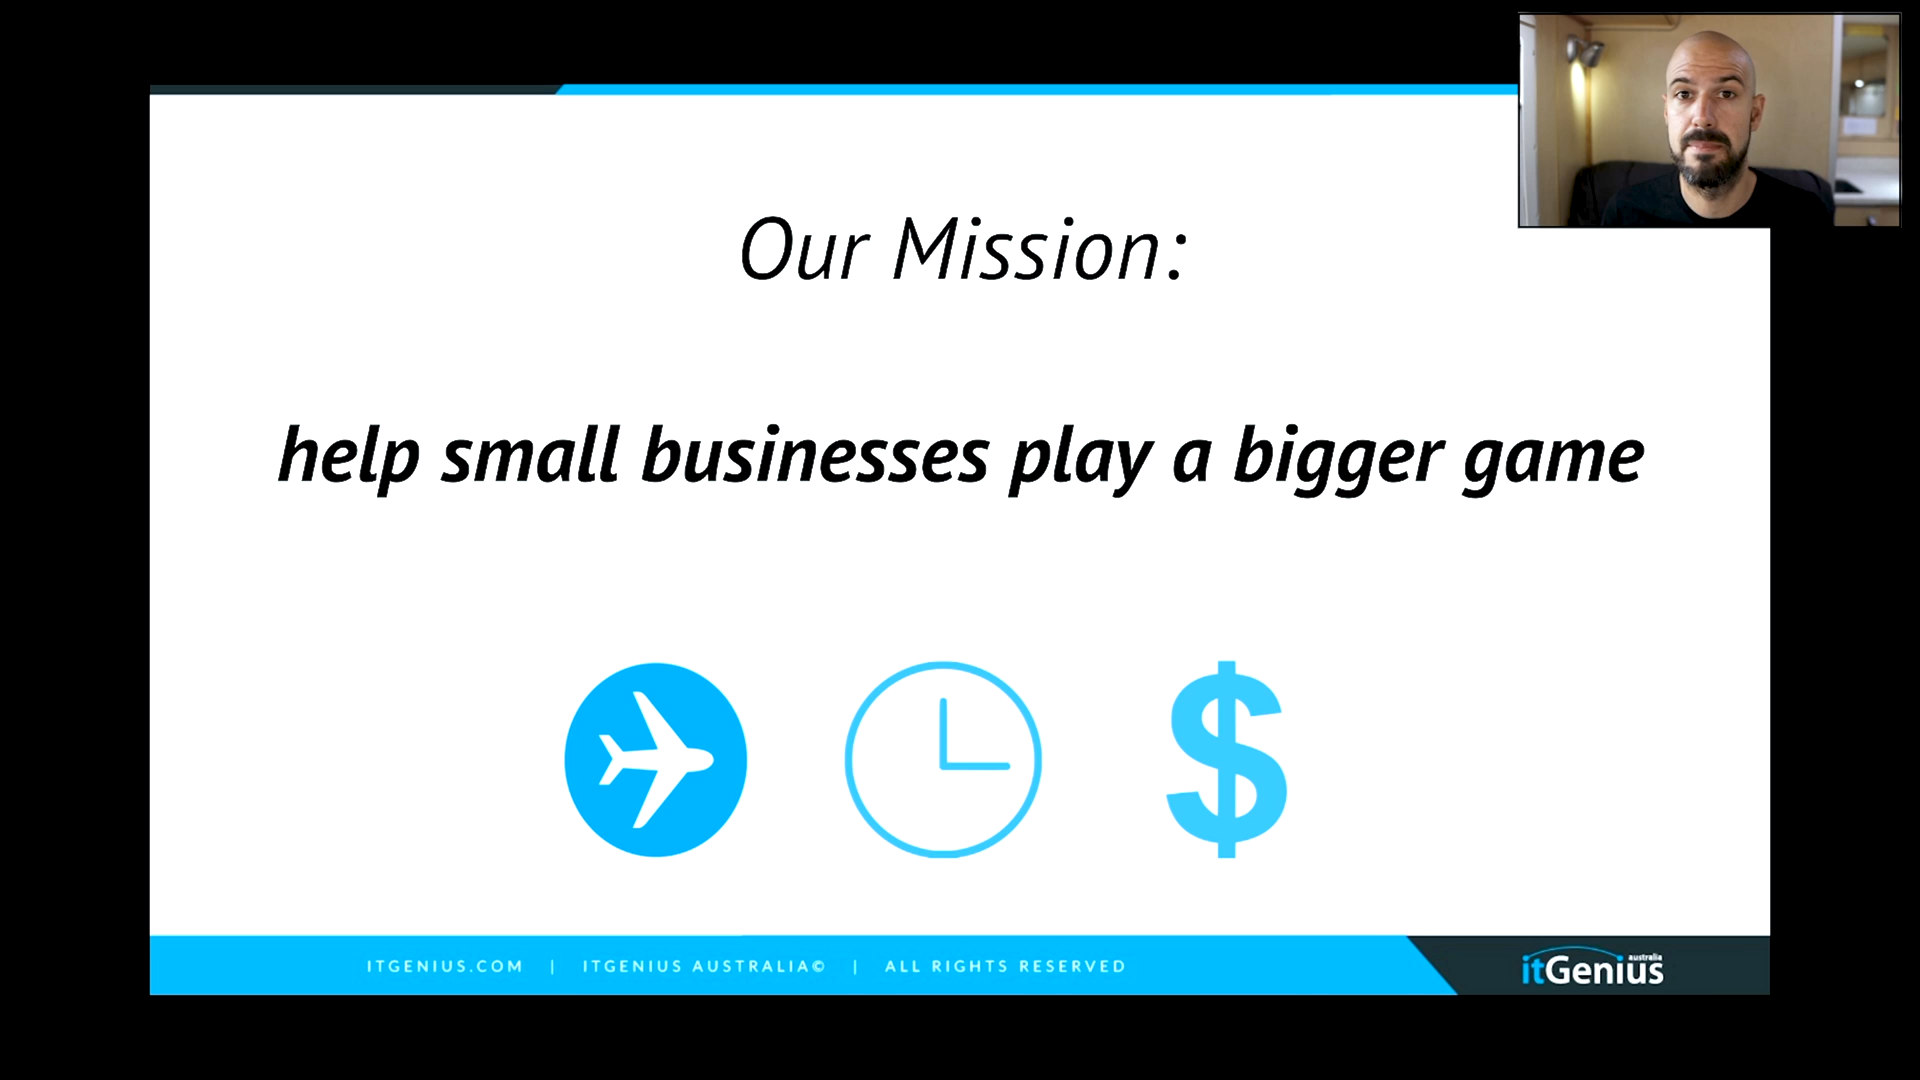 Our Mission:
help small businesses play a bigger game
$
ITGENIUS.COM | ITGENIUS AUSTRALIA© | ALL RIGHTS RESERVED
itGenius australia